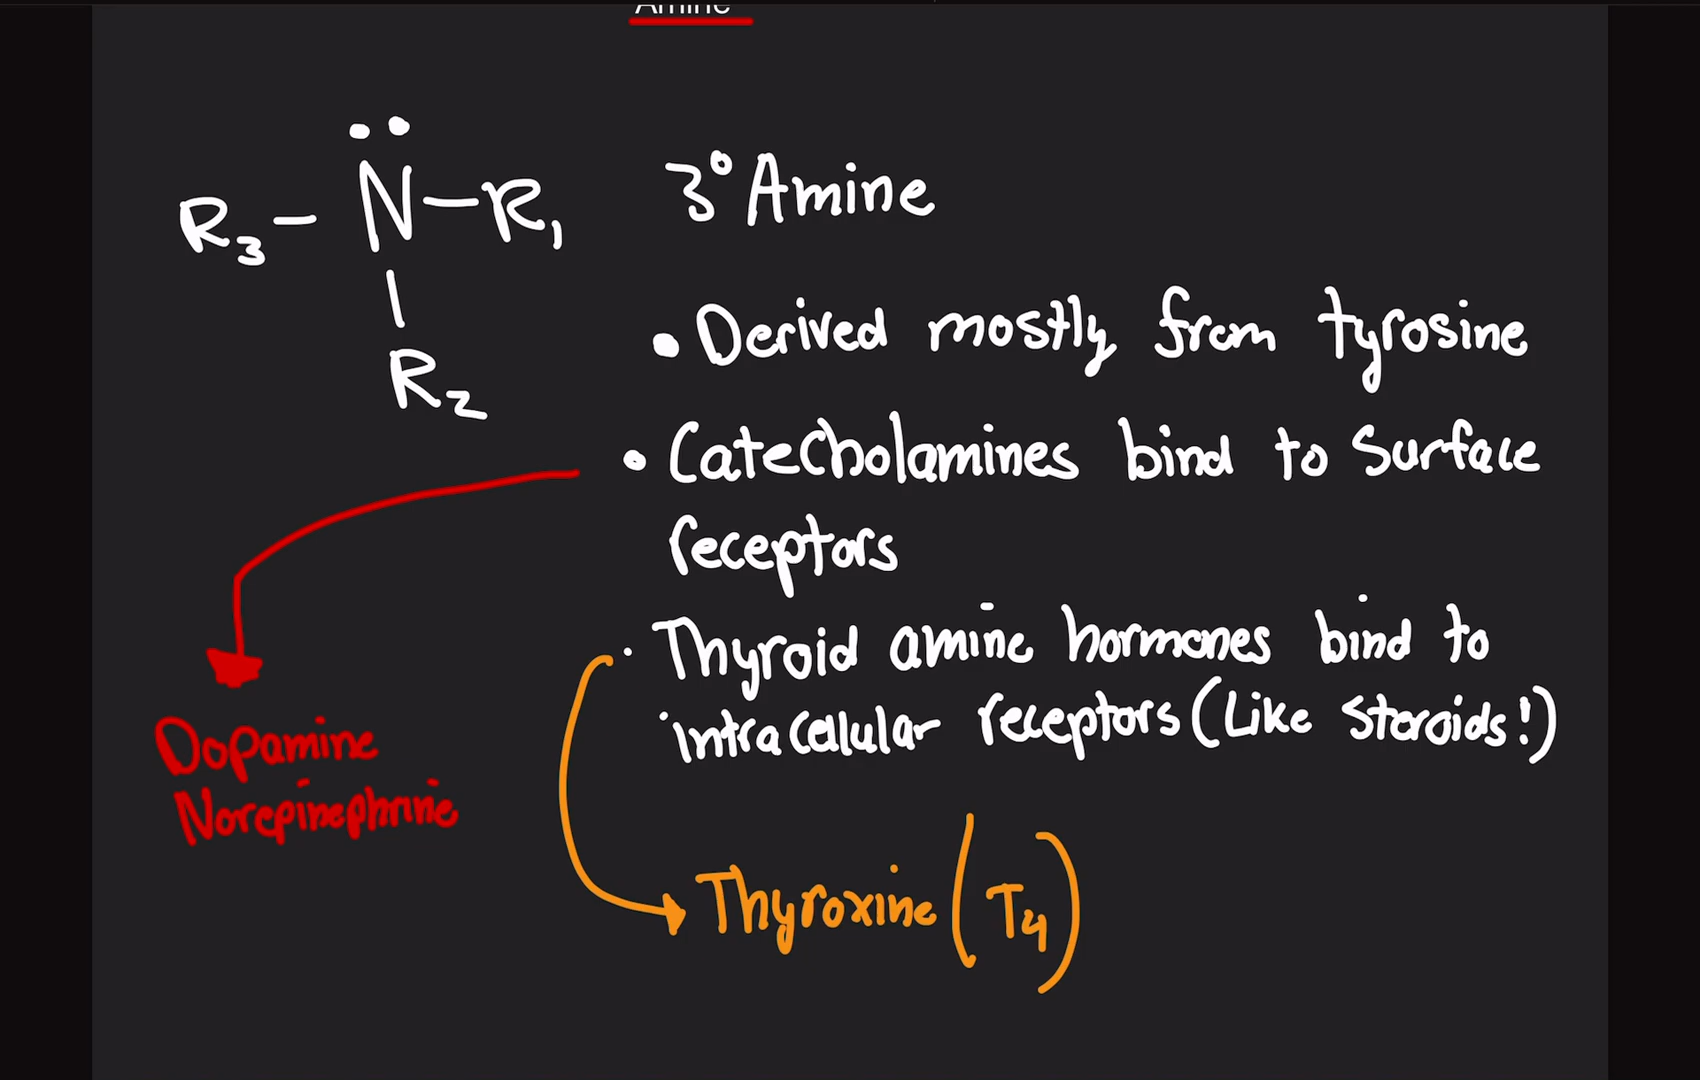 Amine
N
R3 - N - R1
R2
3° Amine
• Derived mostly from tyrosine
• Catecholamines bind to surface
receptors
• Thyroid amine hormones bind to
intracellular receptors (Like Steroids!)
Dopamine
Norepinephrine
Thyroxine (T4)